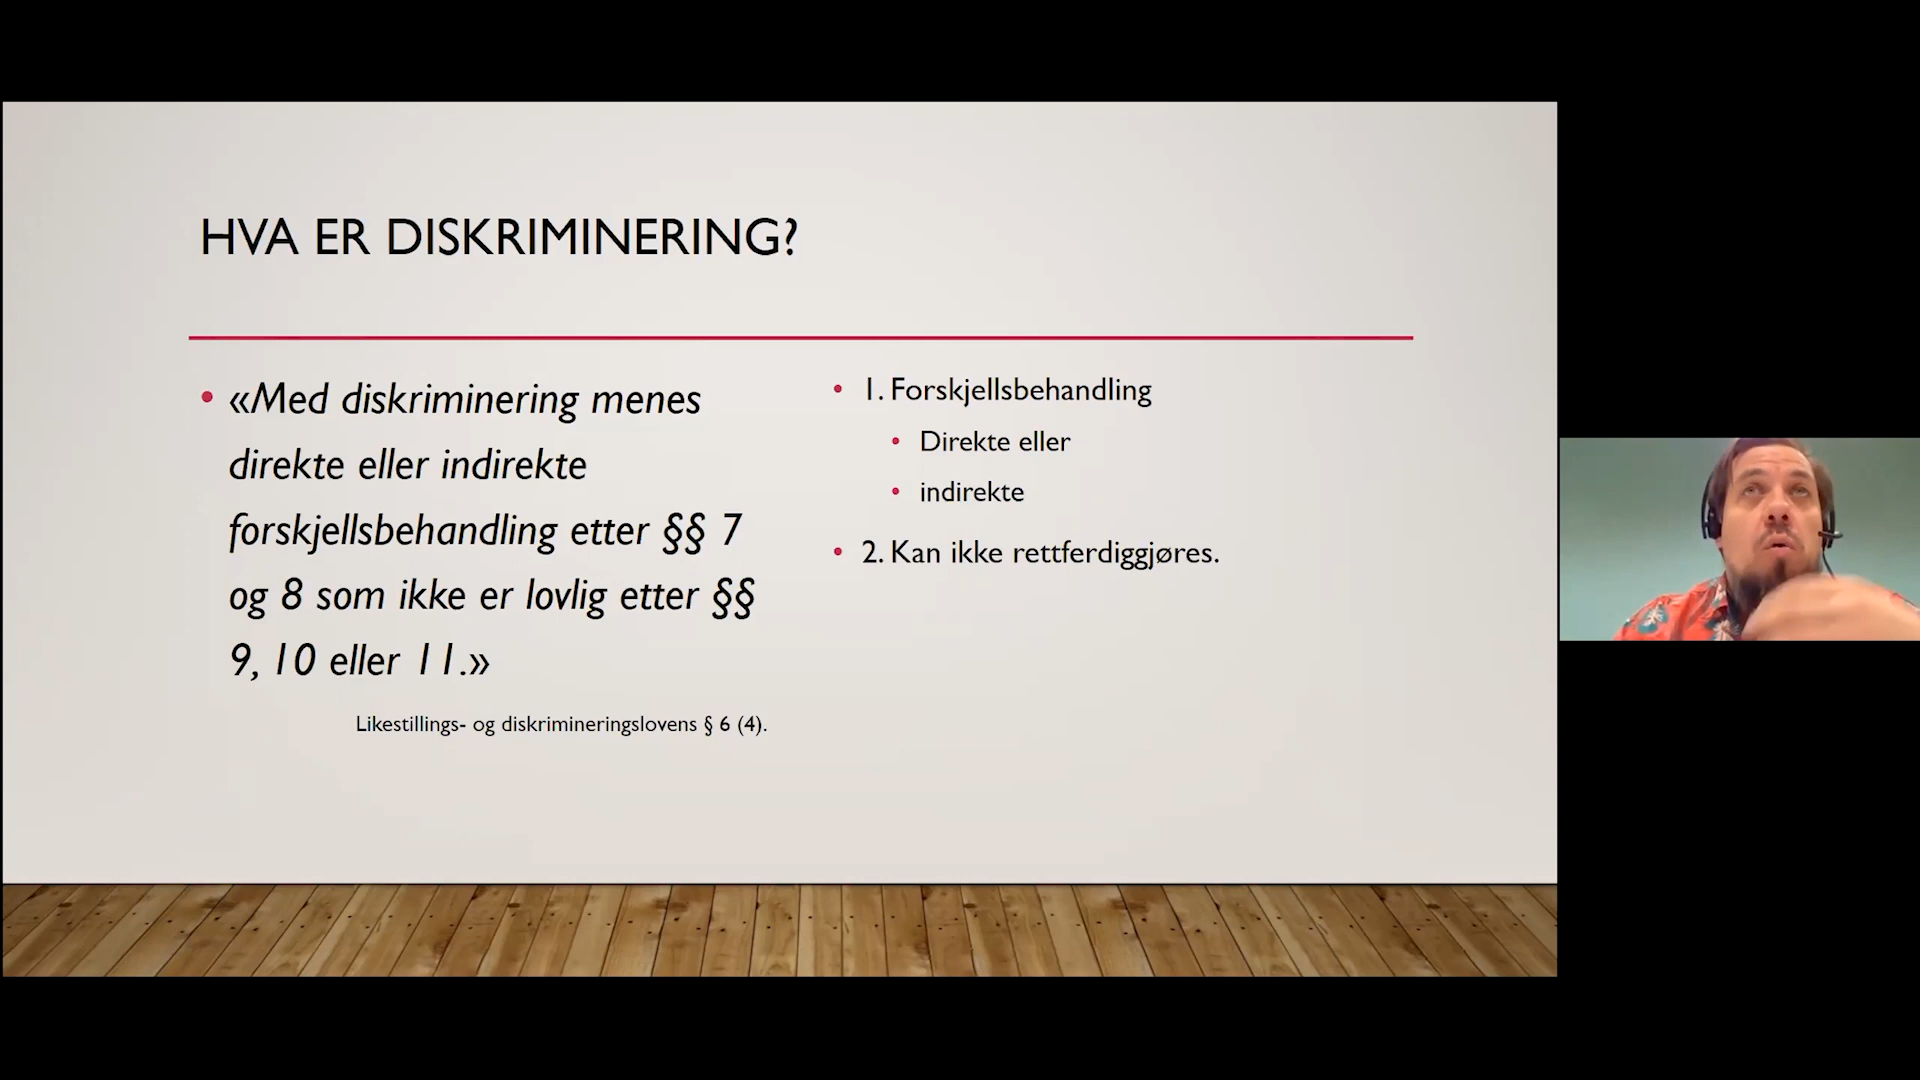 HVA ER DISKRIMINERING?
• «Med diskriminering menes
direkte eller indirekte
forskjellsbehandling etter §§ 7
og 8 som ikke er lovlig etter §§
9, 10 eller 11.»
Likestillings- og diskrimineringslovens § 6 (4).
• 1. Forskjellsbehandling
• Direkte eller
• indirekte
• 2. Kan ikke rettferdiggjøres.